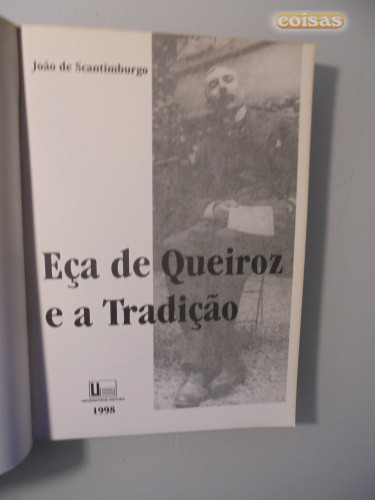 coisas
João de Scantimburgo
Eça de Queiroz
e a Tradição
U
1998